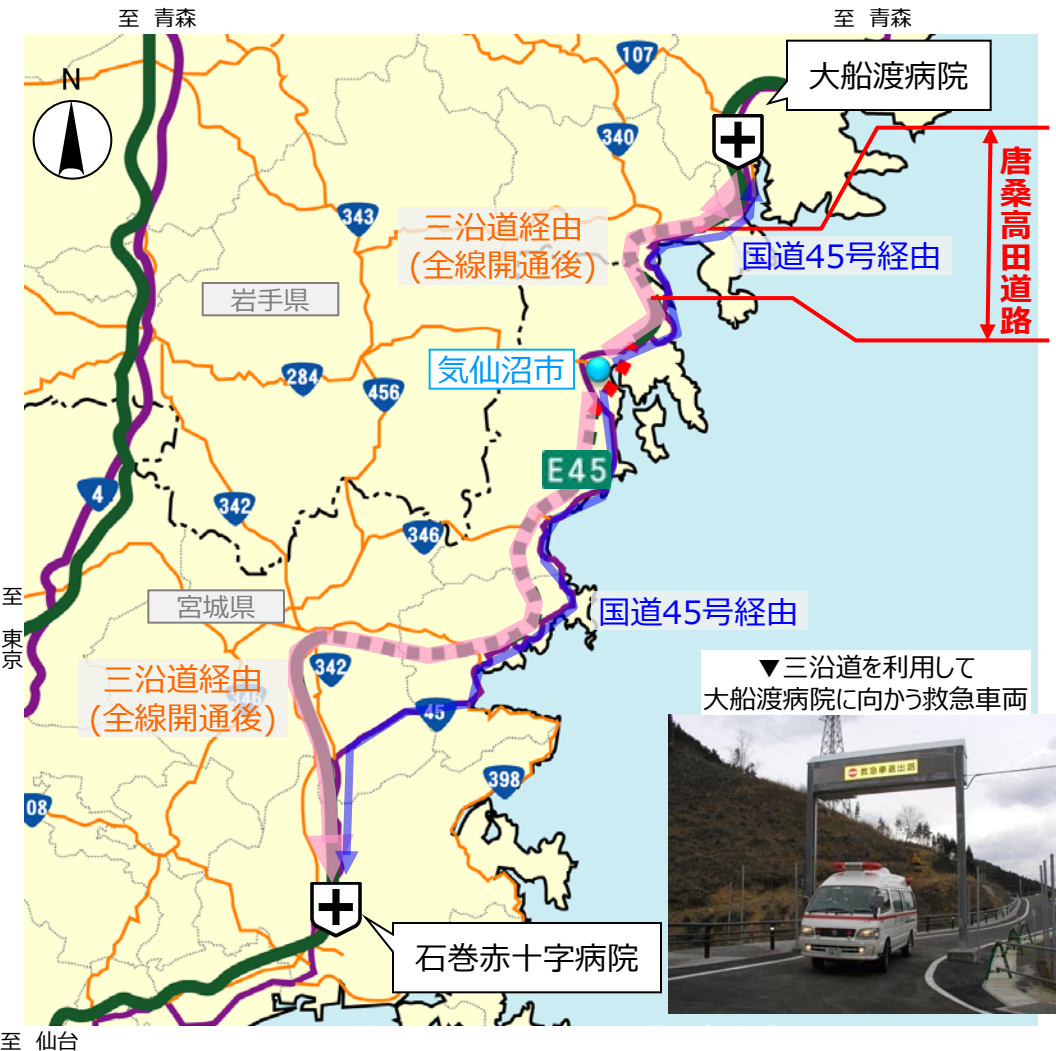 至 青森
至 青森
N
107
大船渡病院
340
唐桑高田道路
343
三沿道経由
(全線開通後)
国道45号経由
岩手県
気仙沼市
284
456
E45
4
342
346
至 東京
宮城県
国道45号経由
342
三沿道経由
(全線開通後)
346
45
▼三沿道を利用して
大船渡病院に向かう救急車両
398
救急車退出路
08
石巻赤十字病院
至 仙台